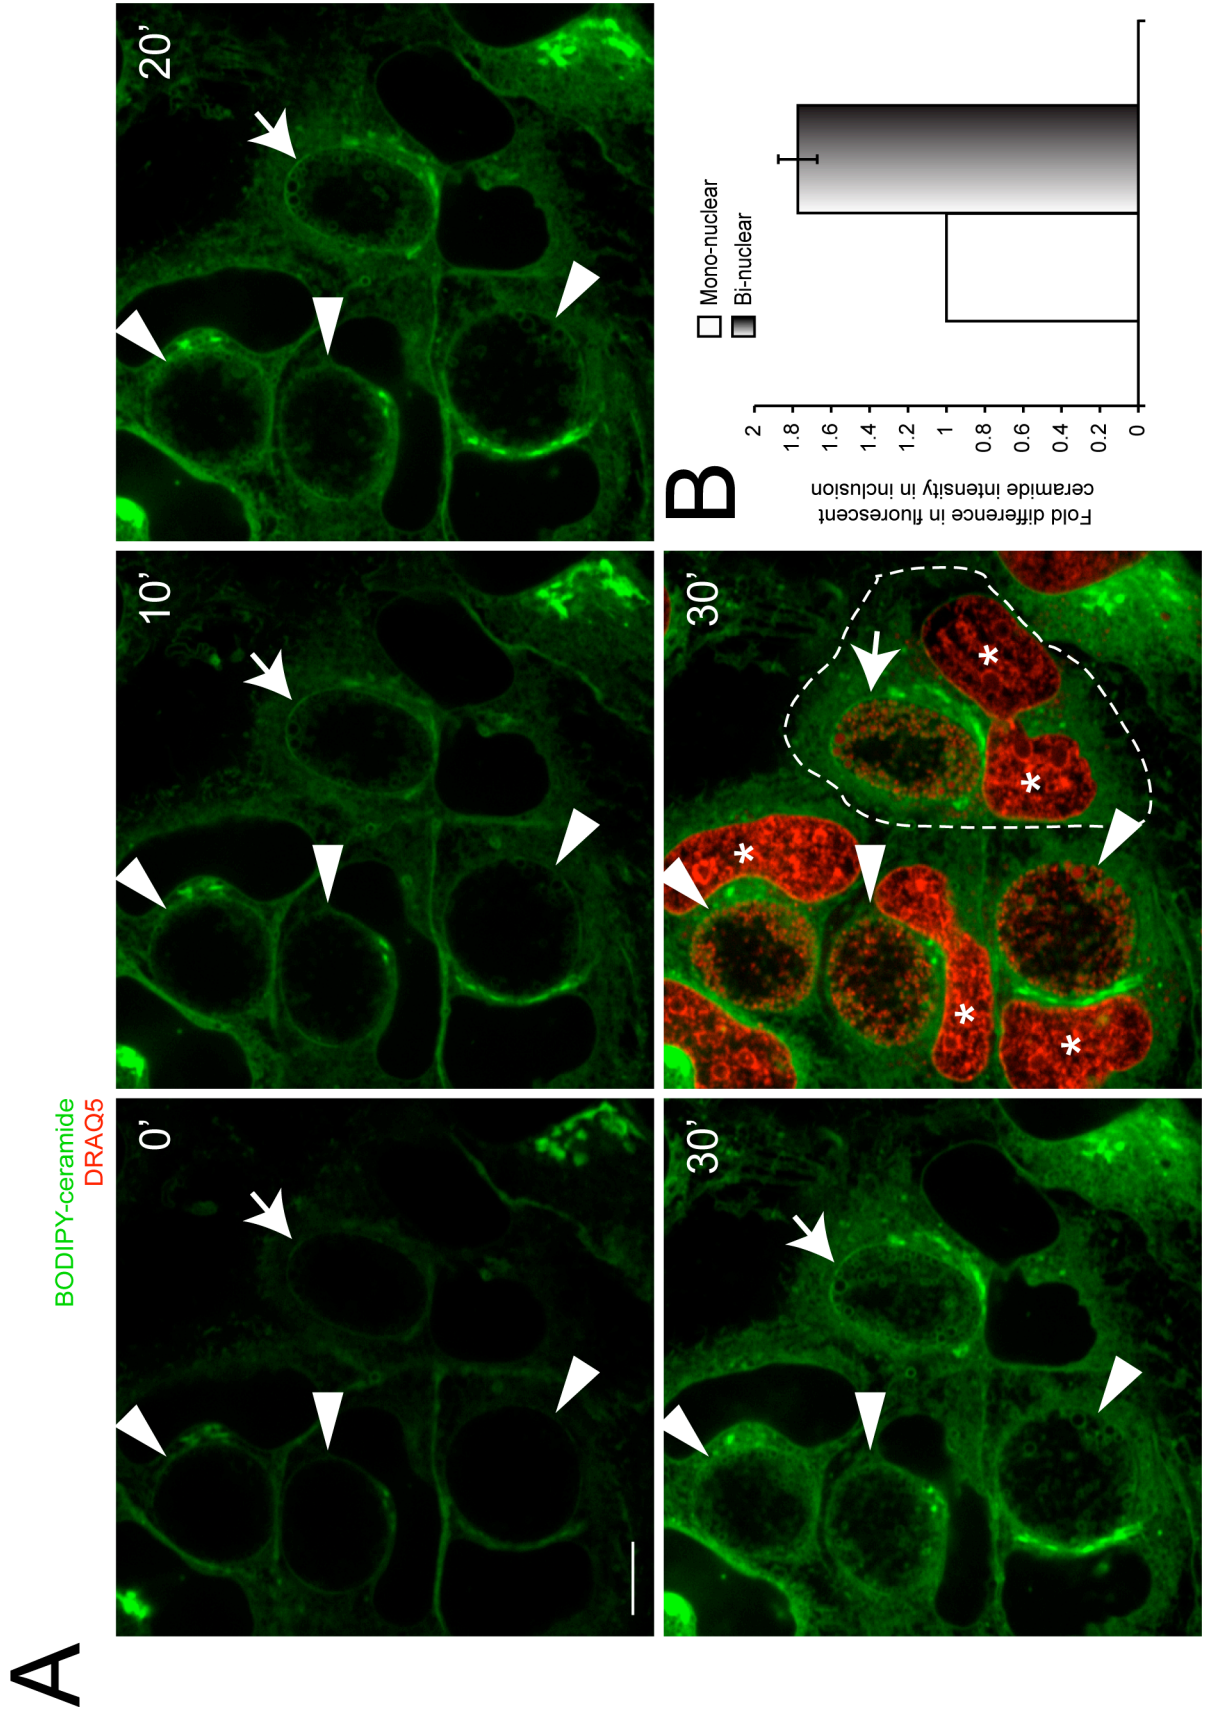 A
BODIPY-ceramide
DRAQ5
0’
10’
20’
30’
30’
*
*
*
*
*
B
Mono-nuclear
Bi-nuclear
Fold difference in fluorescent
ceramide intensity in inclusion
2
1.8
1.6
1.4
1.2
1
0.8
0.6
0.4
0.2
0